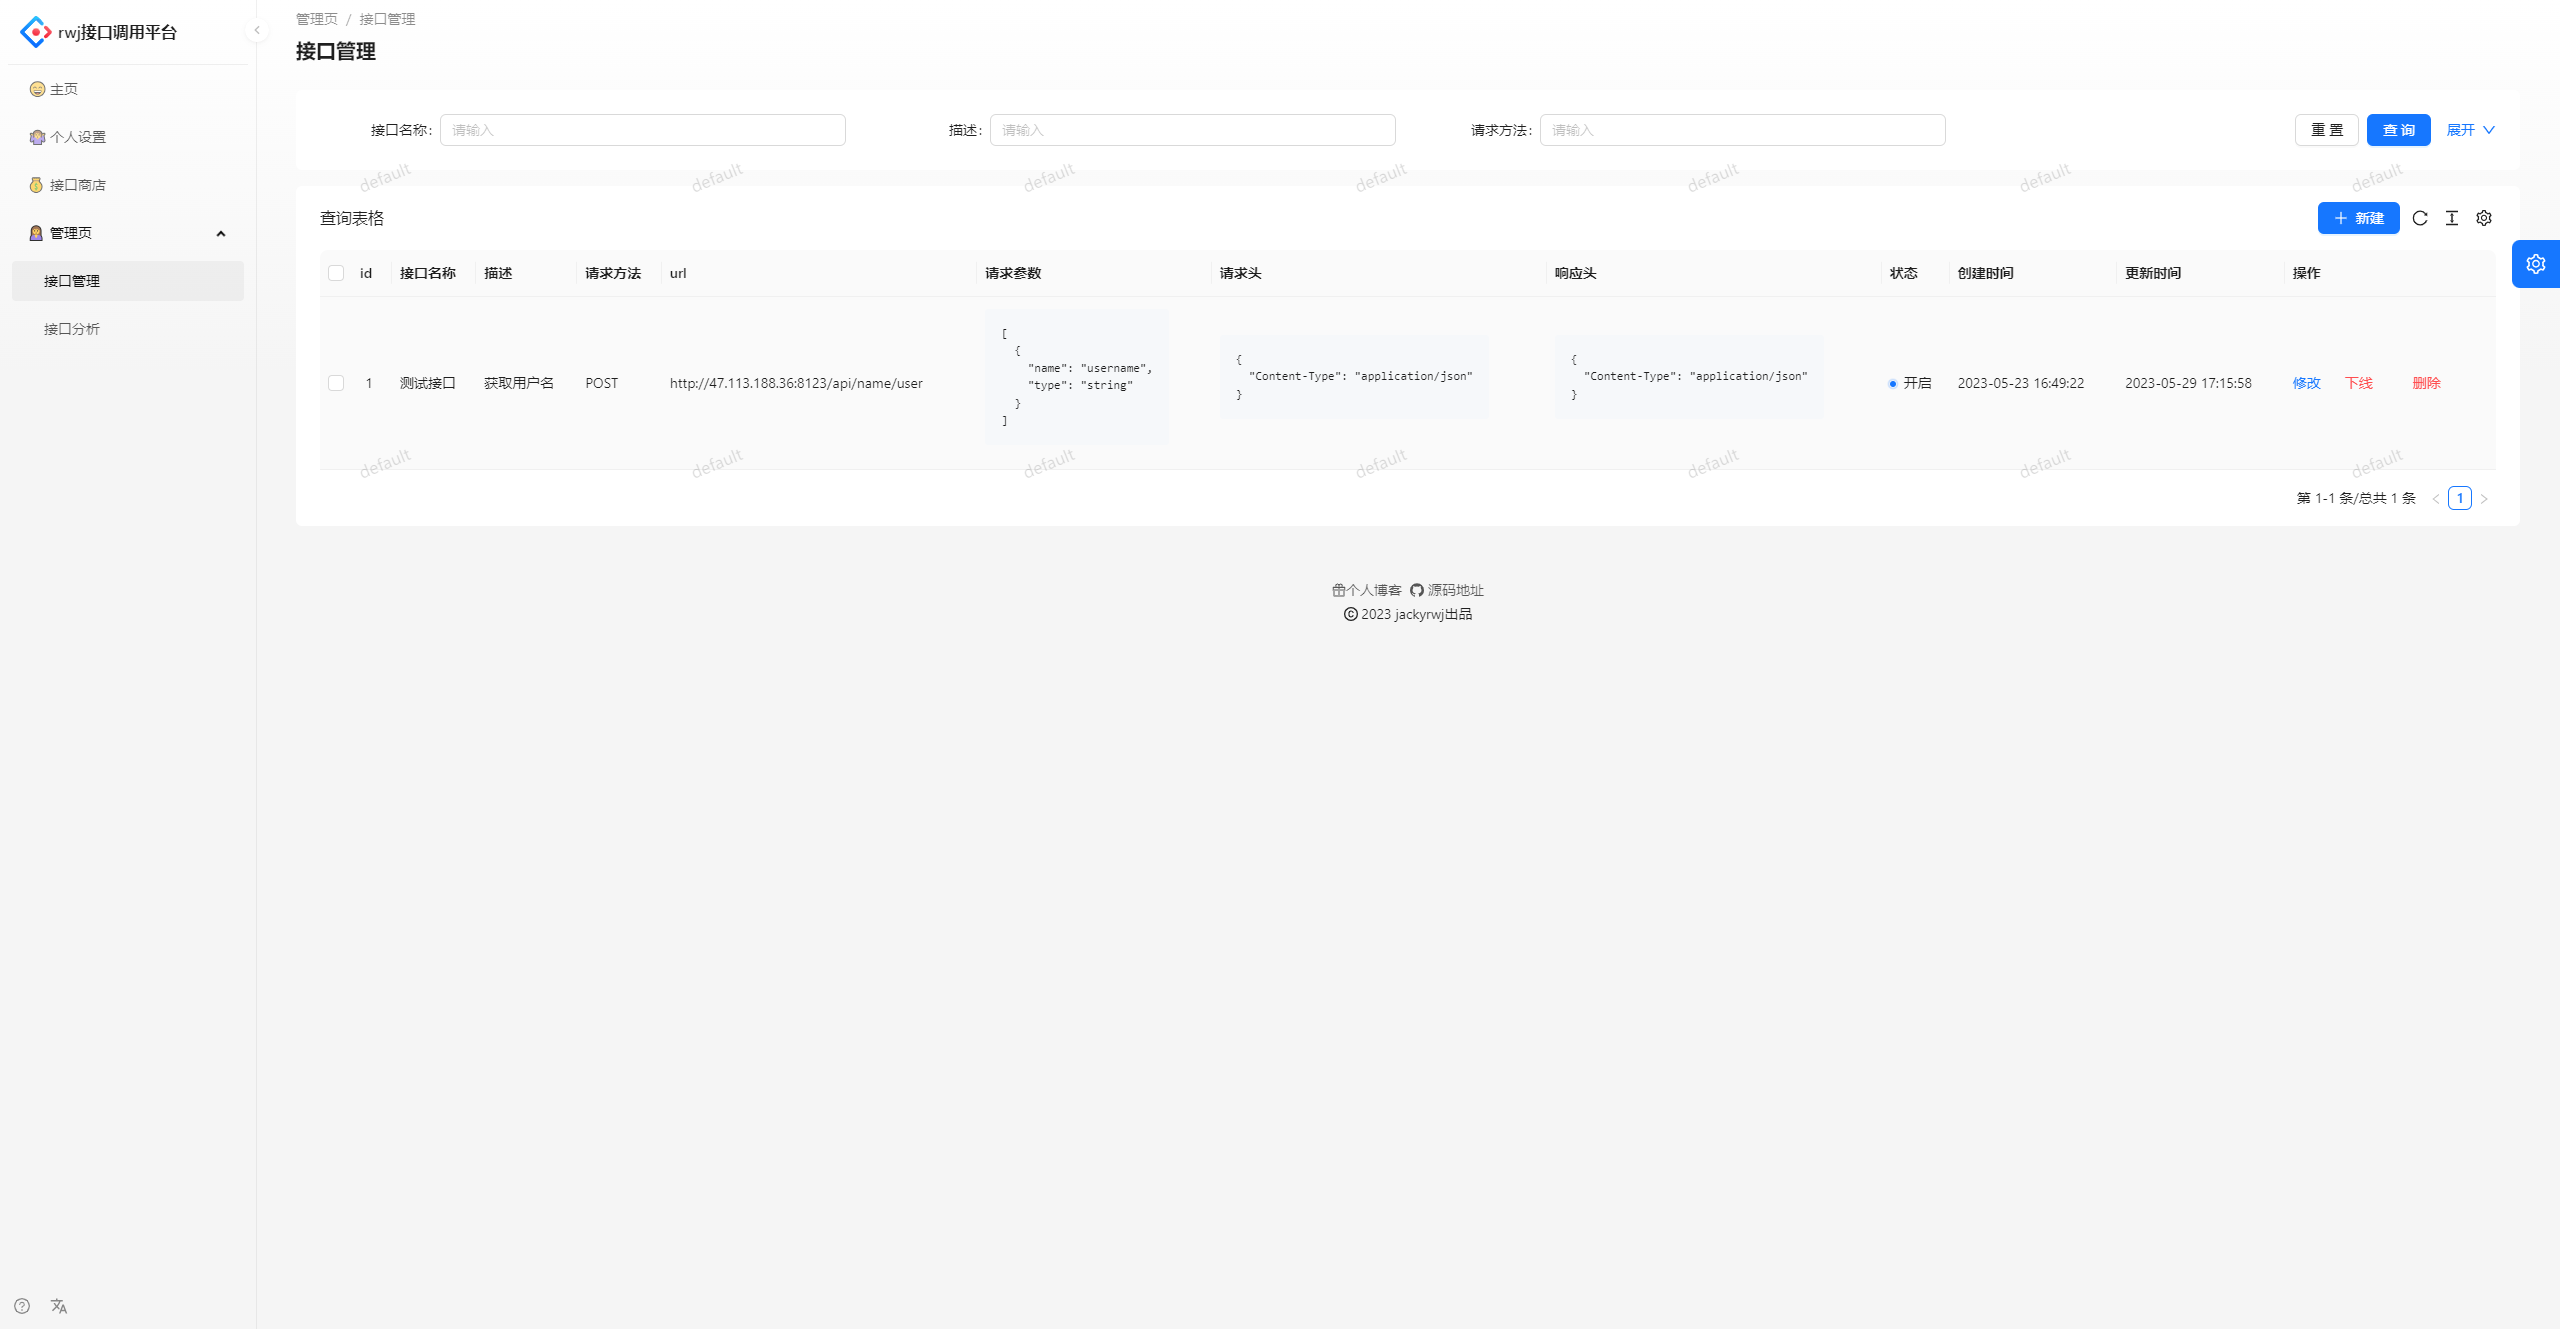 rwj接口调用平台
主页
个人设置
接口商店
管理页
接口管理
接口分析
管理页 / 接口管理
接口管理
接口名称: 请输入 描述: 请输入 请求方法: 请输入 重 置 查 询 展开
default default default default default default default
查询表格 新建
id 接口名称 描述 请求方法 url 请求参数 请求头 响应头 状态 创建时间 更新时间 操作
1 测试接口 获取用户名 POST http://47.113.188.36:8123/api/name/user
[
{
"name": "username",
"type": "string"
}
]
{
"Content-Type": "application/json"
}
{
"Content-Type": "application/json"
}
开启 2023-05-23 16:49:22 2023-05-29 17:15:58 修改 下线 删除
default default default default default default default
第 1-1 条/总共 1 条 < 1 >
个人博客 源码地址
© 2023 jackyrwj出品